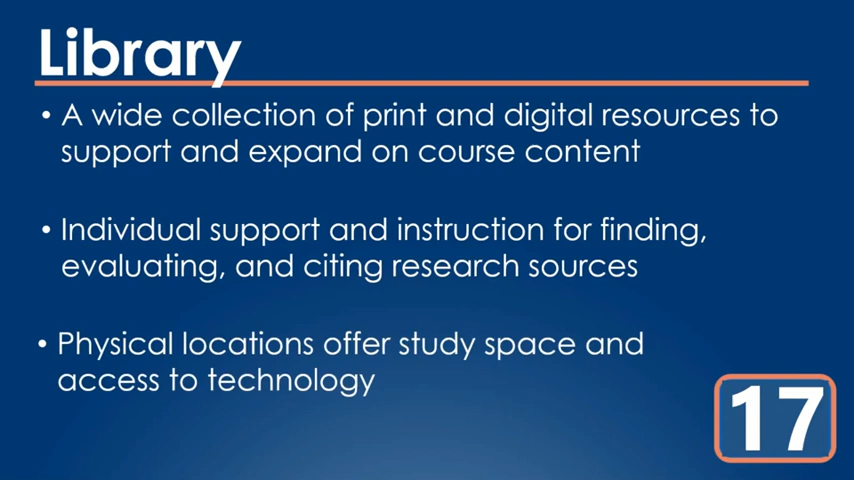 Library
• A wide collection of print and digital resources to
support and expand on course content
• Individual support and instruction for finding,
evaluating, and citing research sources
• Physical locations offer study space and
access to technology
17